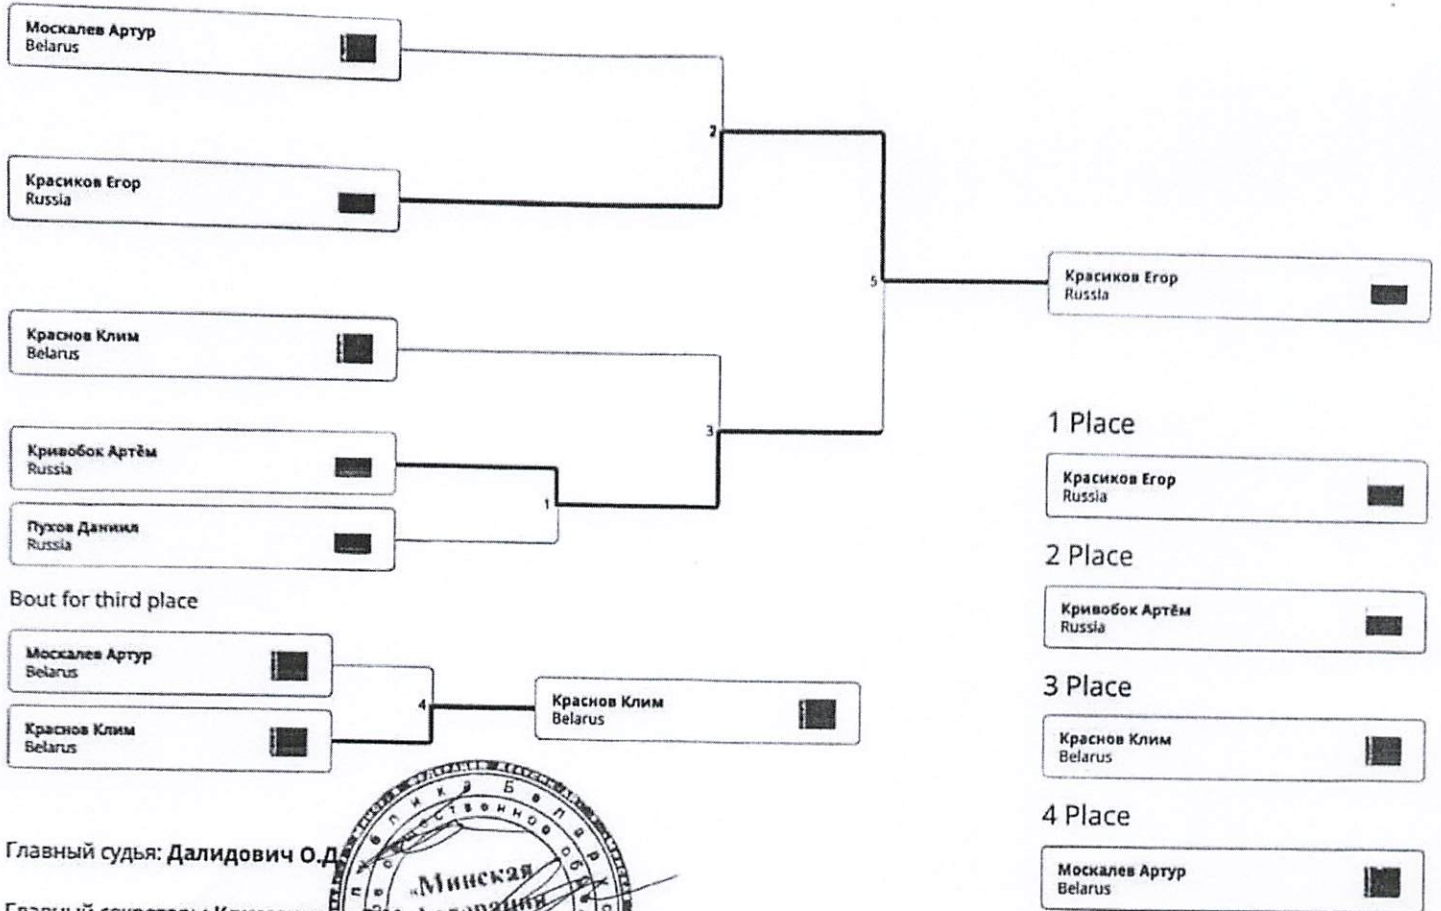 Москалев Артур
Belarus
2
Красиков Егор
Russia
5
Красиков Егор
Russia
Краснов Клим
Belarus
3
Кривобок Артём
Russia
1
Пухов Даниил
Russia
Bout for third place
Москалев Артур
Belarus
4
Краснов Клим
Belarus
Краснов Клим
Belarus
1 Place
Красиков Егор
Russia
2 Place
Кривобок Артём
Russia
3 Place
Краснов Клим
Belarus
4 Place
Москалев Артур
Belarus
Главный судья: Далидович О.Д
«Минская